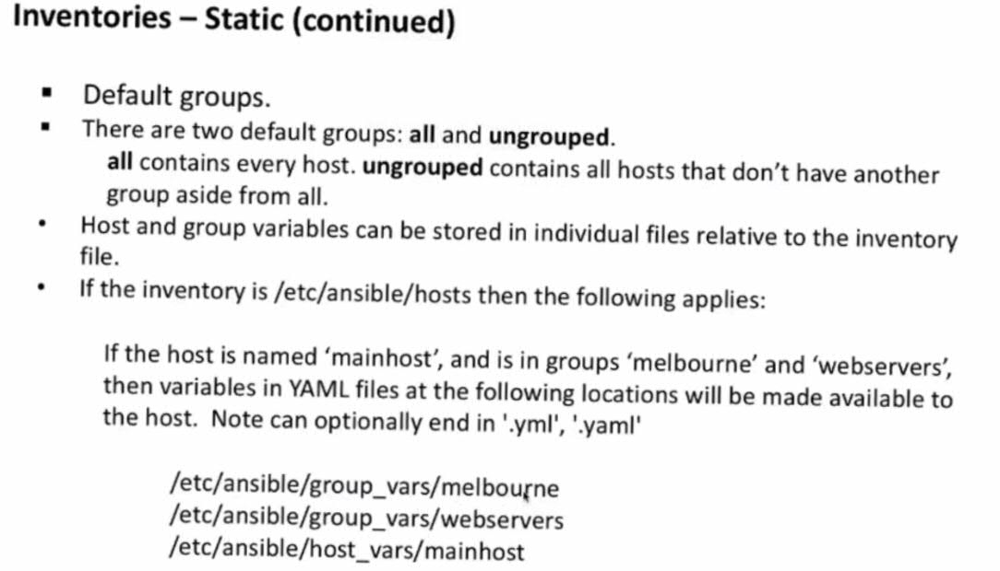 Inventories – Static (continued)
▪ Default groups.
▪ There are two default groups: all and ungrouped.
all contains every host. ungrouped contains all hosts that don’t have another
group aside from all.
• Host and group variables can be stored in individual files relative to the inventory
file.
• If the inventory is /etc/ansible/hosts then the following applies:
If the host is named ‘mainhost’, and is in groups ‘melbourne’ and ‘webservers’,
then variables in YAML files at the following locations will be made available to
the host.  Note can optionally end in '.yml', '.yaml'
/etc/ansible/group_vars/melbourne
/etc/ansible/group_vars/webservers
/etc/ansible/host_vars/mainhost